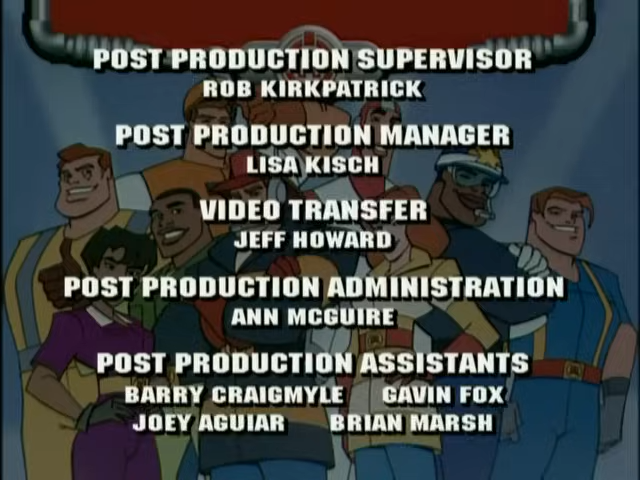 POST PRODUCTION SUPERVISOR
ROB KIRKPATRICK
POST PRODUCTION MANAGER
LISA KISCH
VIDEO TRANSFER
JEFF HOWARD
POST PRODUCTION ADMINISTRATION
ANN MCGUIRE
POST PRODUCTION ASSISTANTS
BARRY CRAIGMYLE GAVIN FOX
JOEY AGUIAR BRIAN MARSH